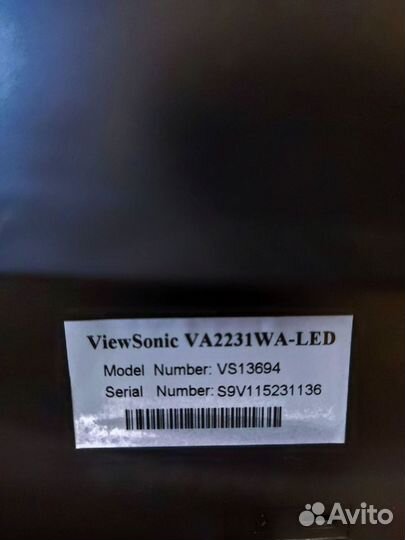 ViewSonic VA2231WA-LED
Model Number: VS13694
Serial Number: S9V115231136
Avito